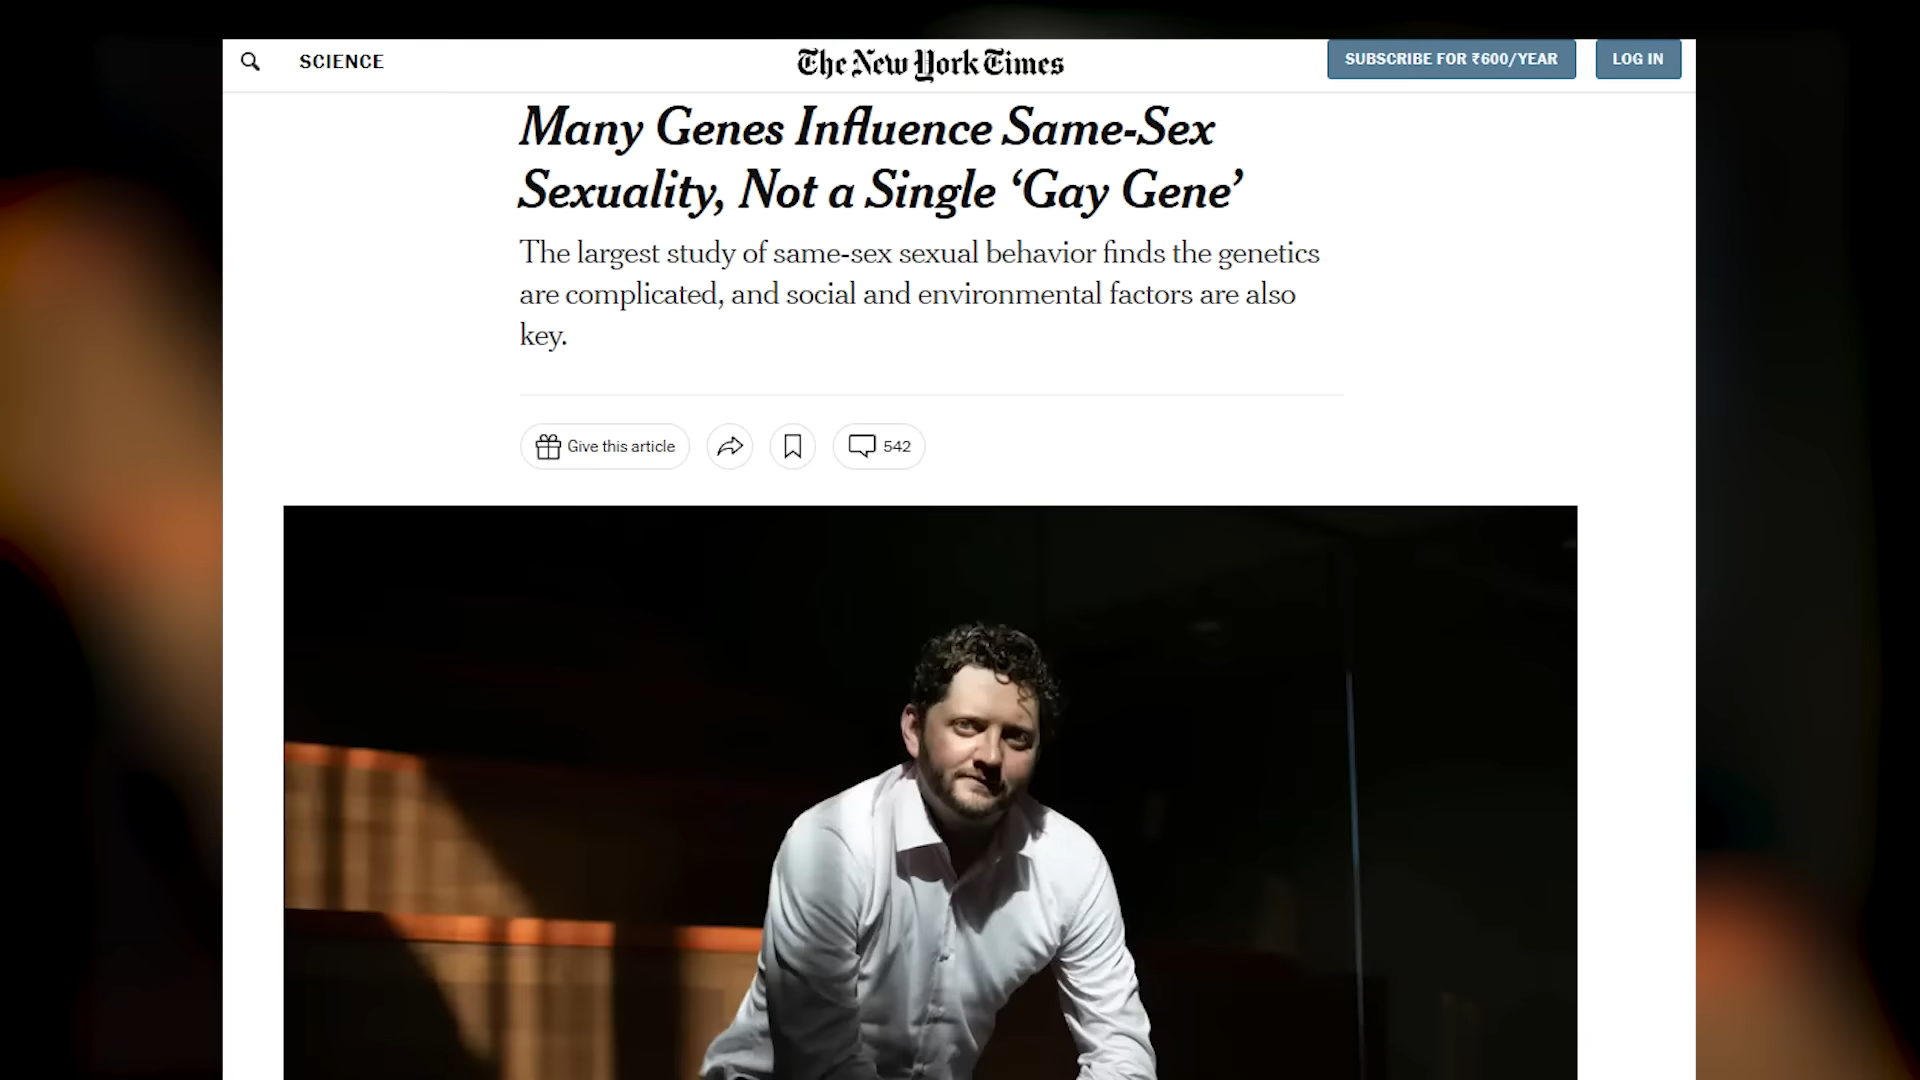 SCIENCE
The New York Times
SUBSCRIBE FOR ₹600/YEAR
LOG IN
Many Genes Influence Same-Sex
Sexuality, Not a Single ‘Gay Gene’
The largest study of same-sex sexual behavior finds the genetics
are complicated, and social and environmental factors are also
key.
Give this article
542